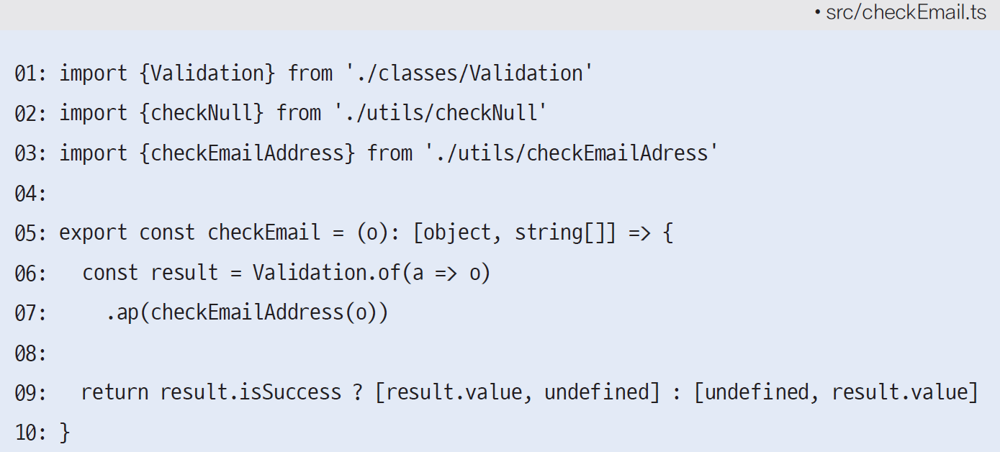 • src/checkEmail.ts
01: import {Validation} from './classes/Validation'
02: import {checkNull} from './utils/checkNull'
03: import {checkEmailAddress} from './utils/checkEmailAdress'
04:
05: export const checkEmail = (o): [object, string[]] => {
06:   const result = Validation.of(a => o)
07:     .ap(checkEmailAddress(o))
08:
09:   return result.isSuccess ? [result.value, undefined] : [undefined, result.value]
10: }